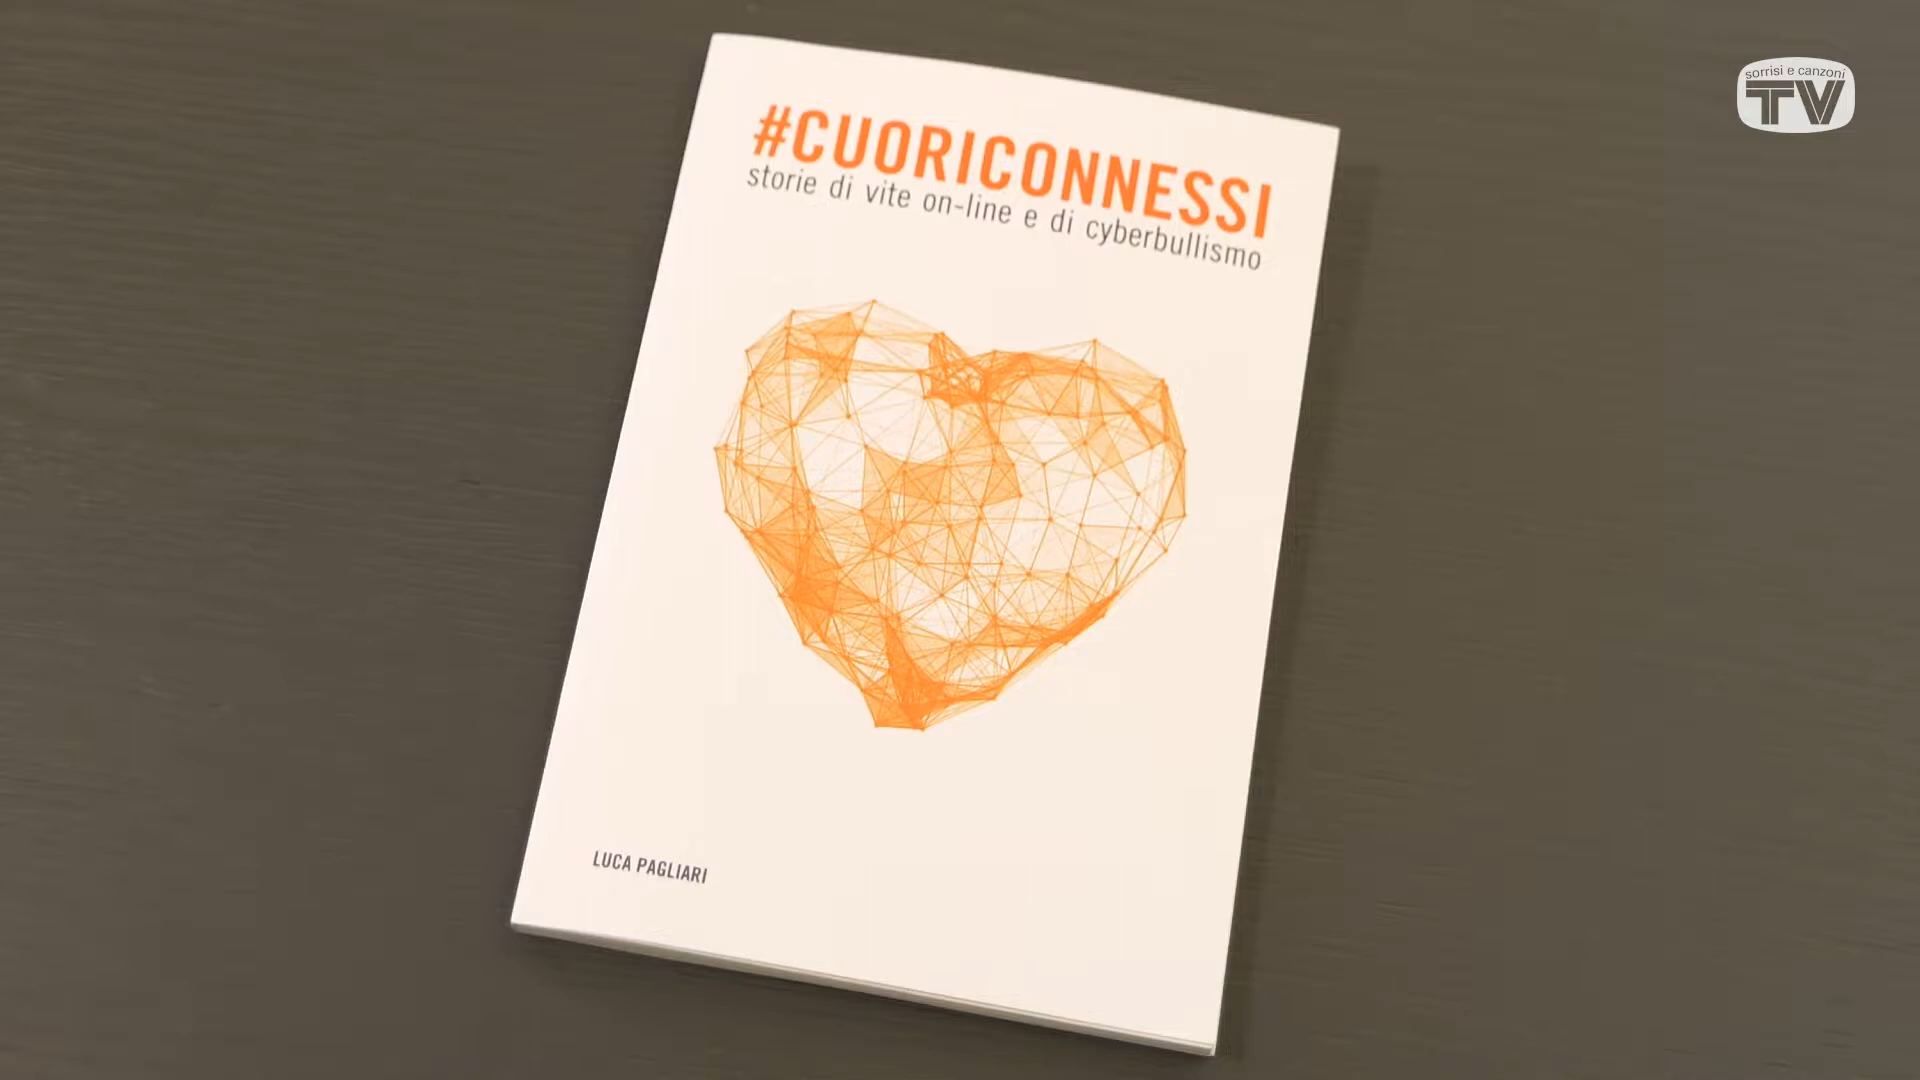 sorrisi e canzoni
TV
#CUORICONNESSI
storie di vite on-line e di cyberbullismo
LUCA PAGLIARI